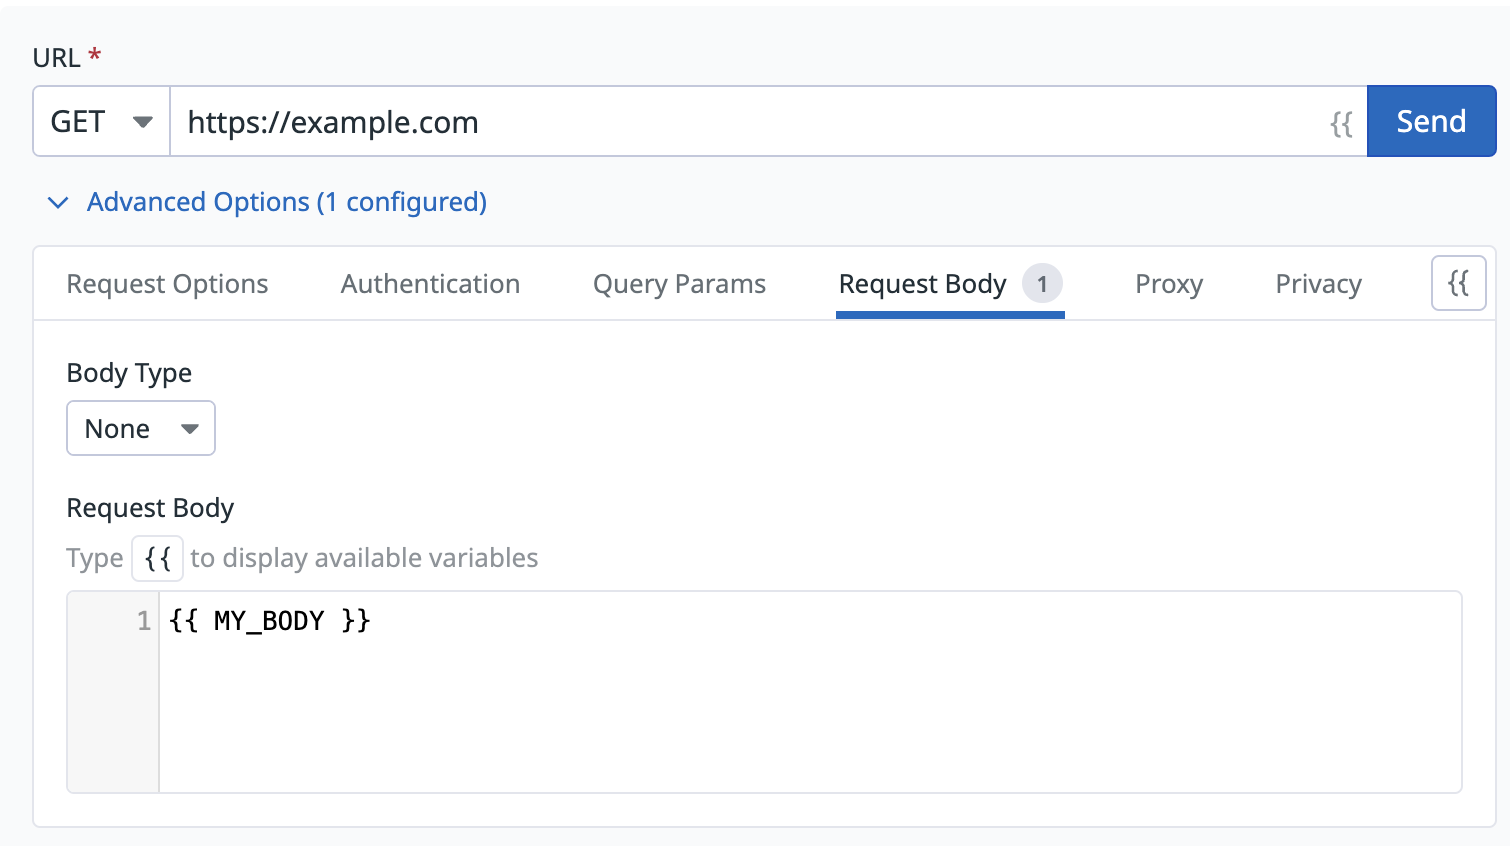 URL *
GET https://example.com {{ Send
Advanced Options (1 configured)
Request Options Authentication Query Params Request Body 1 Proxy Privacy {{
Body Type
None
Request Body
Type {{ to display available variables
1 {{ MY_BODY }}